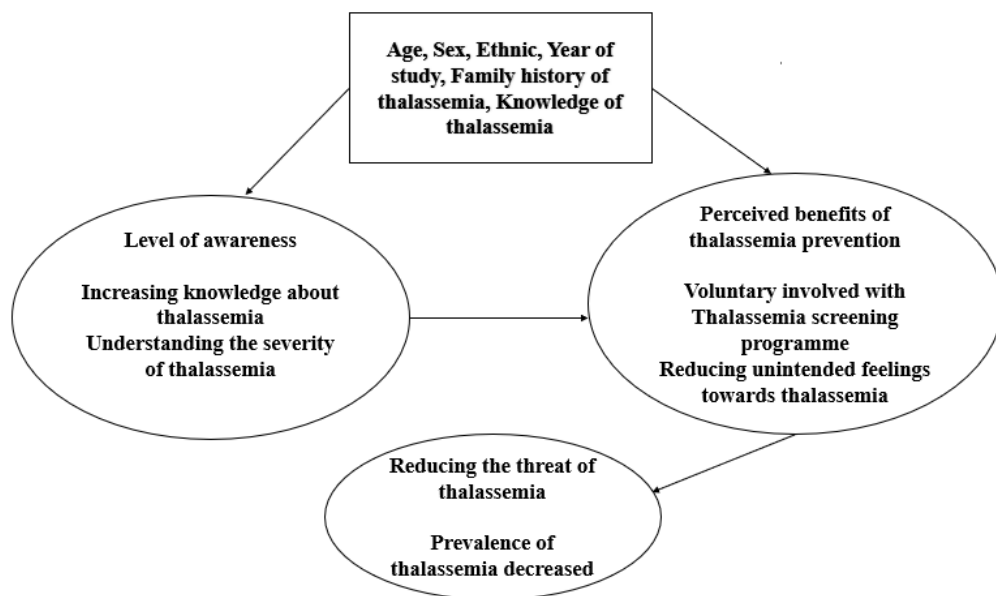 Age, Sex, Ethnic, Year of
study, Family history of
thalassemia, Knowledge of
thalassemia
Level of awareness
Increasing knowledge about
thalassemia
Understanding the severity
of thalassemia
Perceived benefits of
thalassemia prevention
Voluntary involved with
Thalassemia screening
programme
Reducing unintended feelings
towards thalassemia
Reducing the threat of
thalassemia
Prevalence of
thalassemia decreased